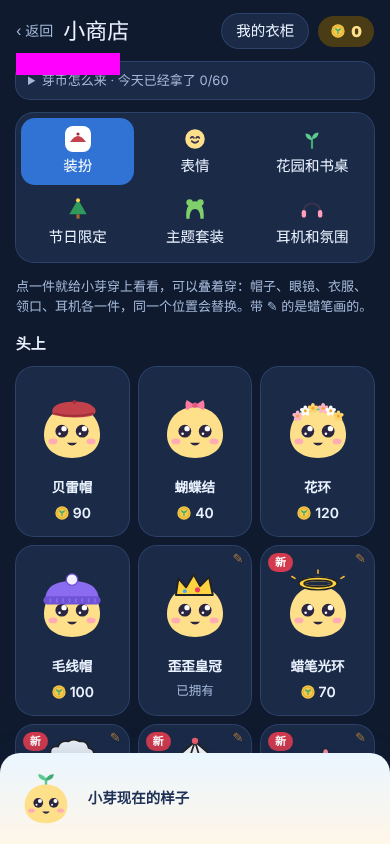 ‹ 返回 小商店 我的衣柜 0
▶ 芽币怎么来 · 今天已经拿了 0/60
装扮 表情 花园和书桌
节日限定 主题套装 耳机和氛围
点一件就给小芽穿上看看，可以叠着穿：帽子、眼镜、衣服、
领口、耳机各一件，同一个位置会替换。带 ✎ 的是蜡笔画的。
头上
贝雷帽 蝴蝶结 花环
90 40 120
新
毛线帽 歪歪皇冠 蜡笔光环
100 已拥有 70
新 新 新
小芽现在的样子